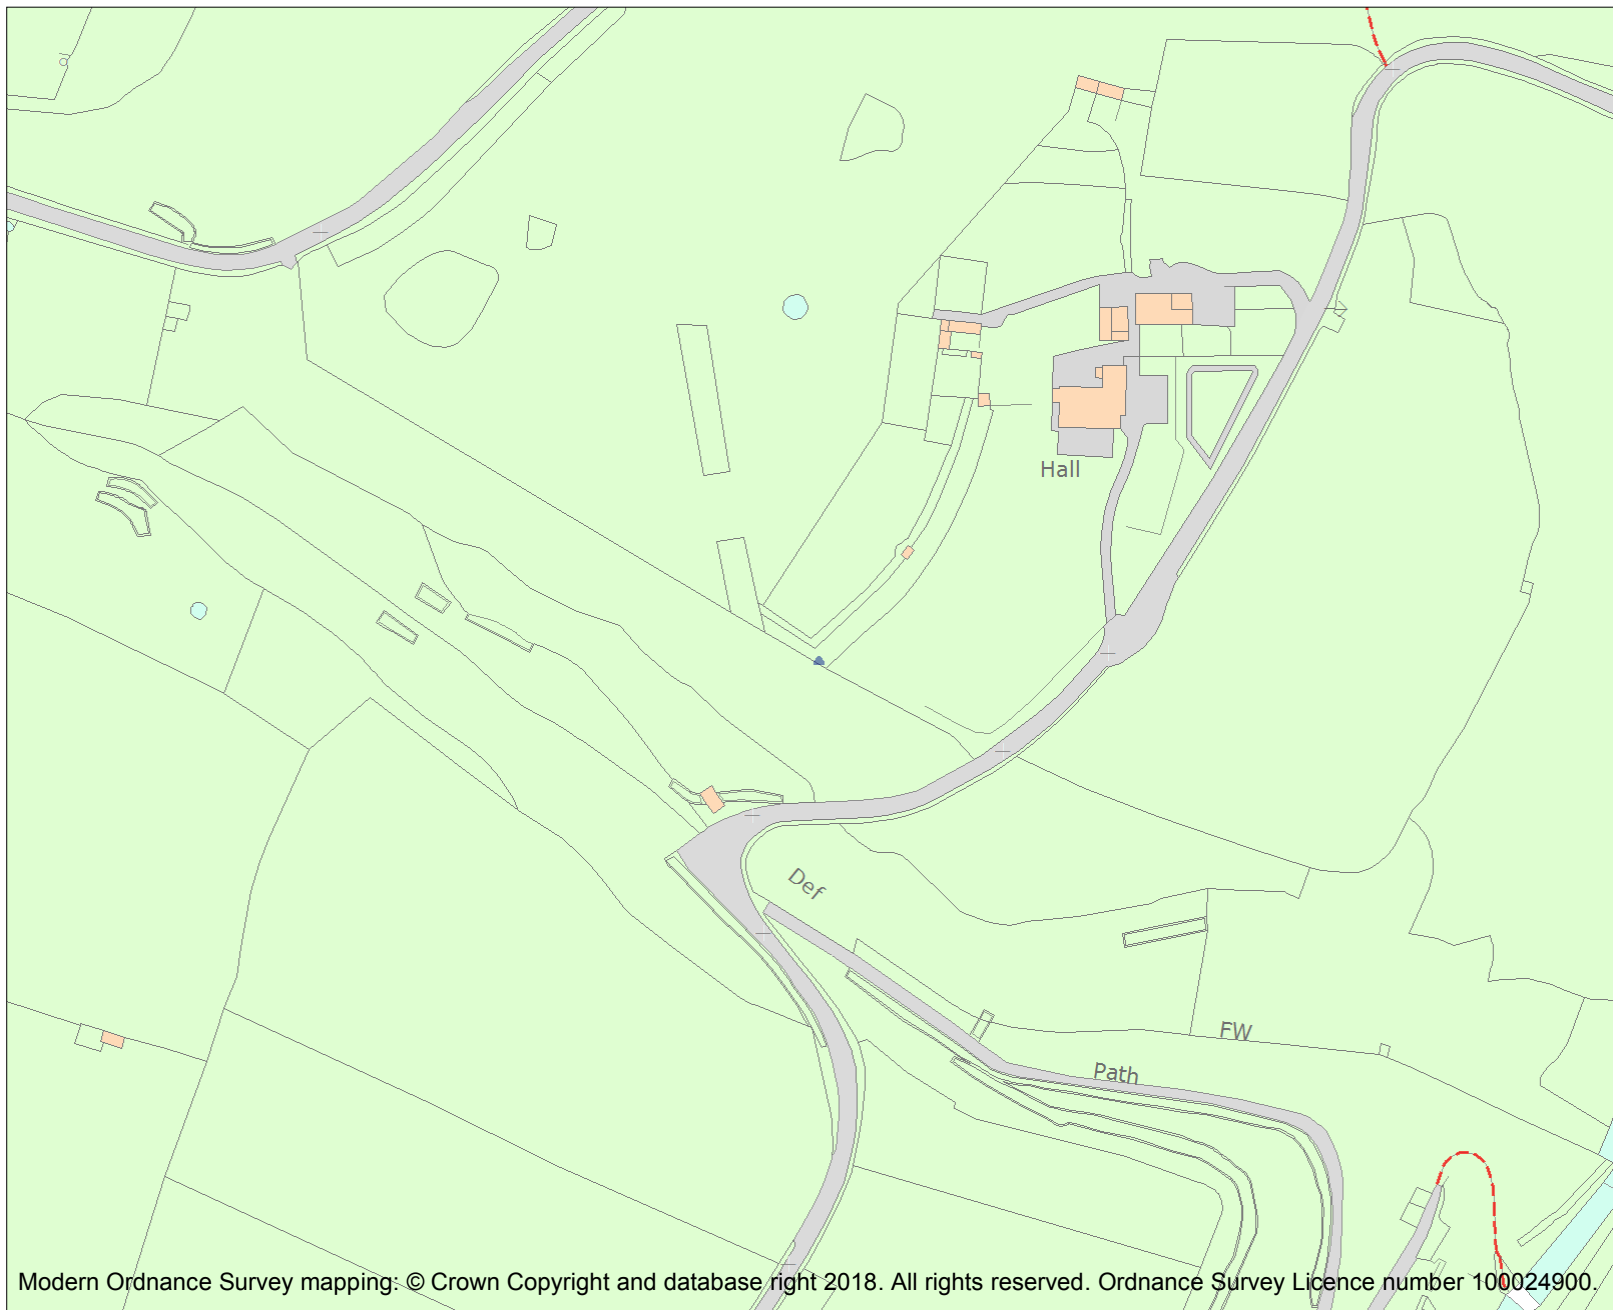 Hall
Def
FW
Path
Modern Ordnance Survey mapping: © Crown Copyright and database right 2018. All rights reserved. Ordnance Survey Licence number 100024900.